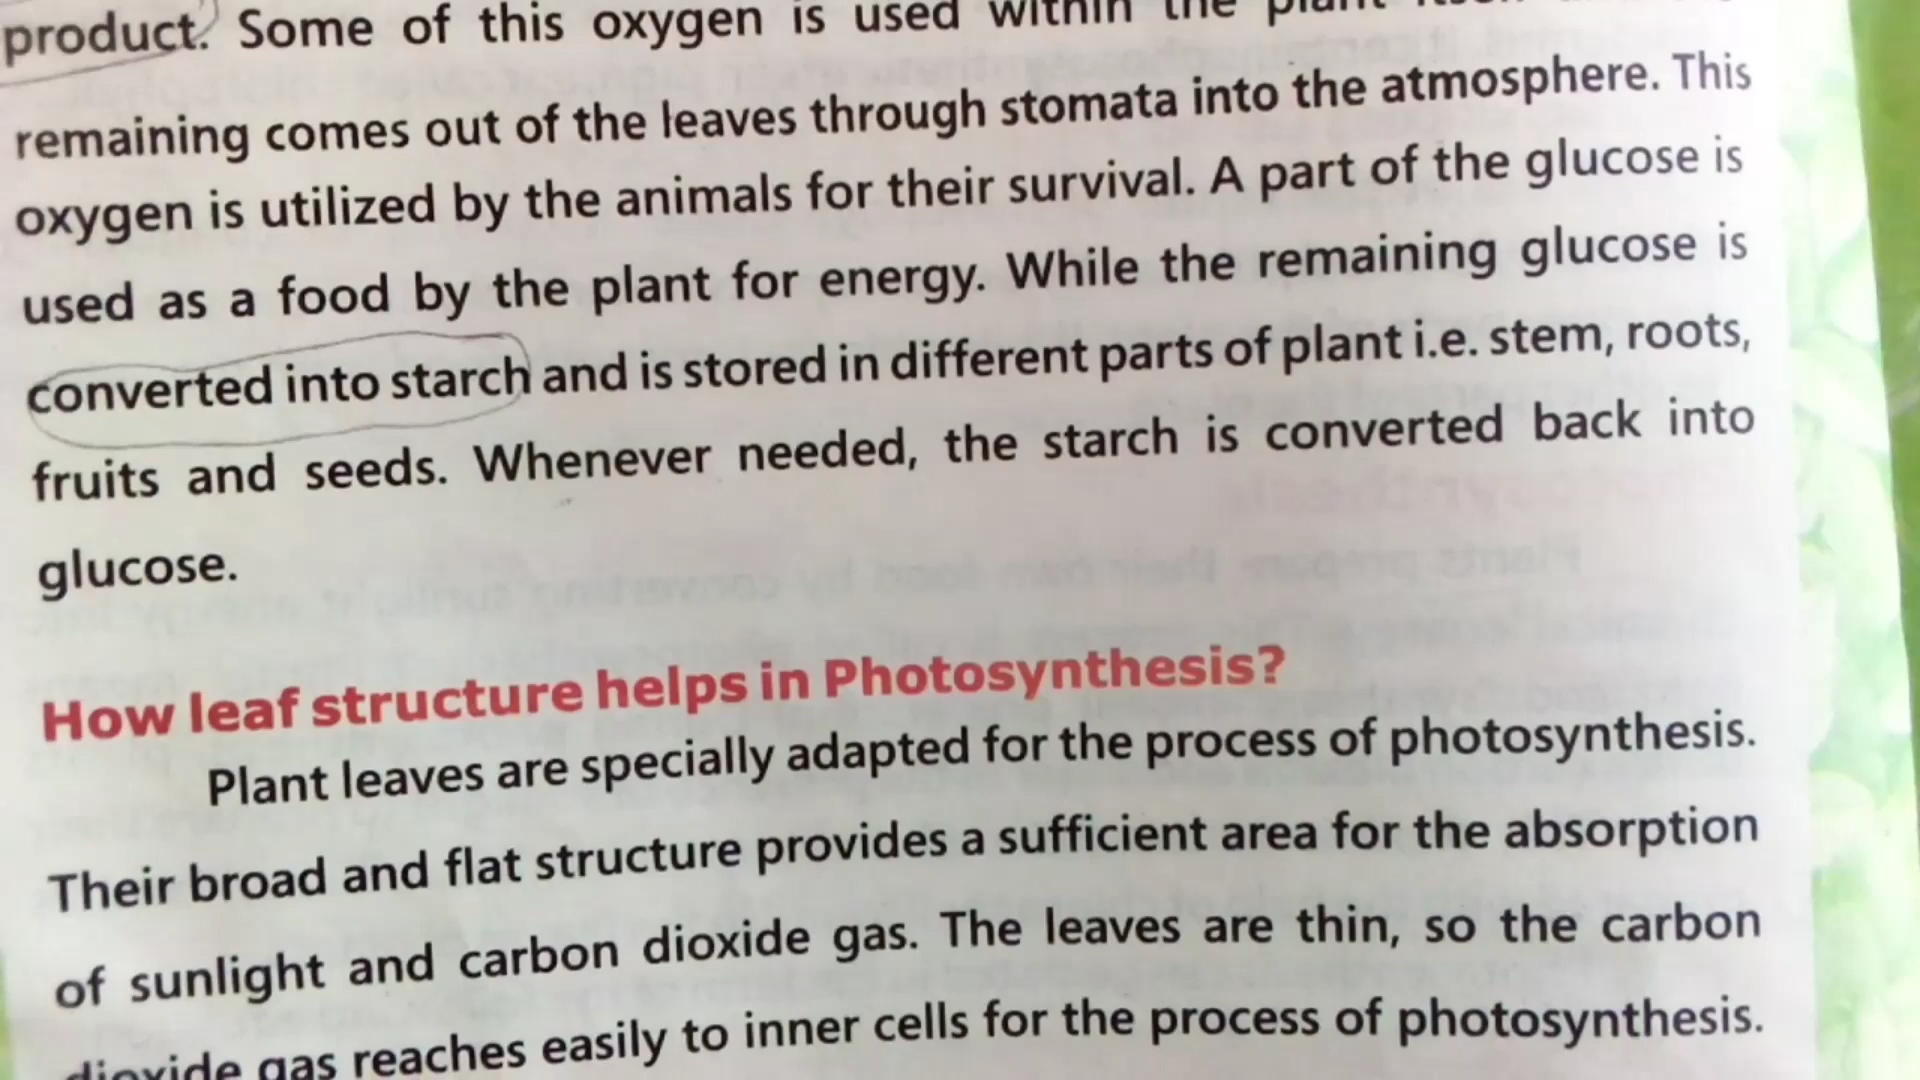 product. Some of this oxygen is used within the plant itself
remaining comes out of the leaves through stomata into the atmosphere. This
oxygen is utilized by the animals for their survival. A part of the glucose is
used as a food by the plant for energy. While the remaining glucose is
converted into starch and is stored in different parts of plant i.e. stem, roots,
fruits and seeds. Whenever needed, the starch is converted back into
glucose.
How leaf structure helps in Photosynthesis?
Plant leaves are specially adapted for the process of photosynthesis.
Their broad and flat structure provides a sufficient area for the absorption
of sunlight and carbon dioxide gas. The leaves are thin, so the carbon
dioxide gas reaches easily to inner cells for the process of photosynthesis.